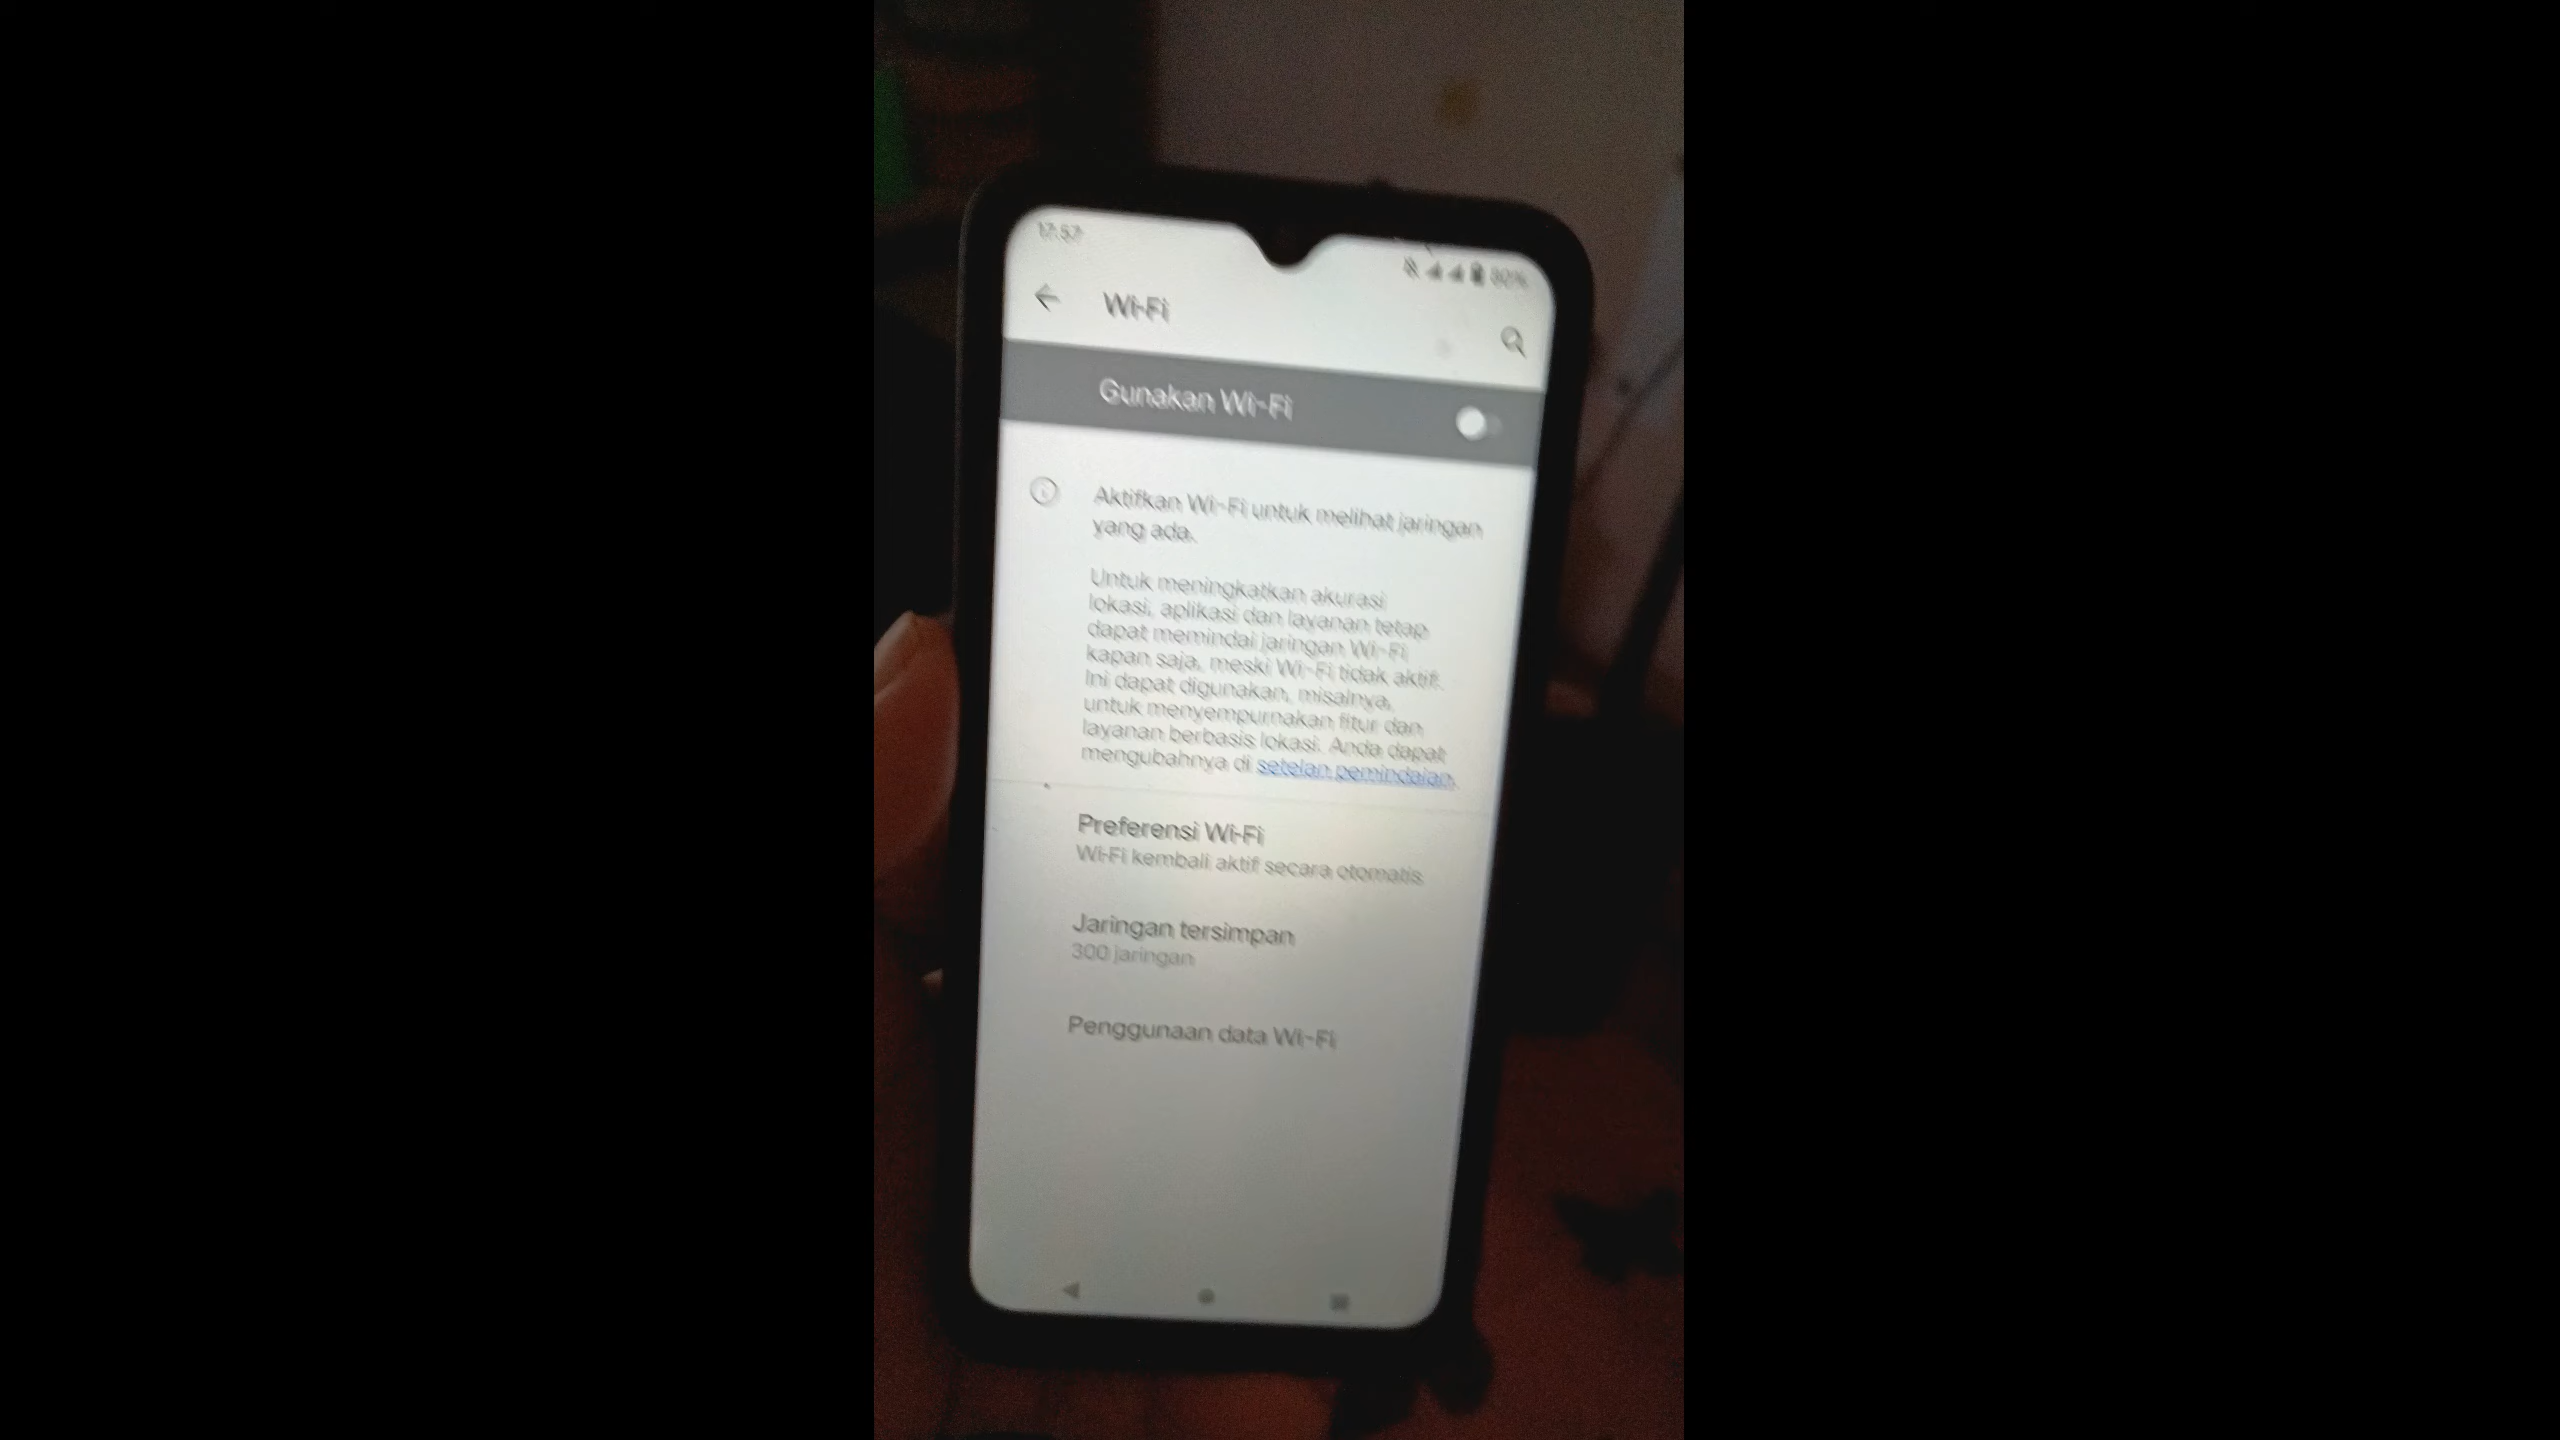 17:57
Wi-Fi
Gunakan Wi-Fi
Aktifkan Wi-Fi untuk melihat jaringan
yang ada.
Untuk meningkatkan akurasi
lokasi, aplikasi dan layanan tetap
dapat memindai jaringan Wi-Fi
kapan saja, meski Wi-Fi tidak aktif.
Ini dapat digunakan, misalnya,
untuk menyempurnakan fitur dan
layanan berbasis lokasi. Anda dapat
mengubahnya di setelan pemindaian.
Preferensi Wi-Fi
Wi-Fi kembali aktif secara otomatis
Jaringan tersimpan
300 jaringan
Penggunaan data Wi-Fi